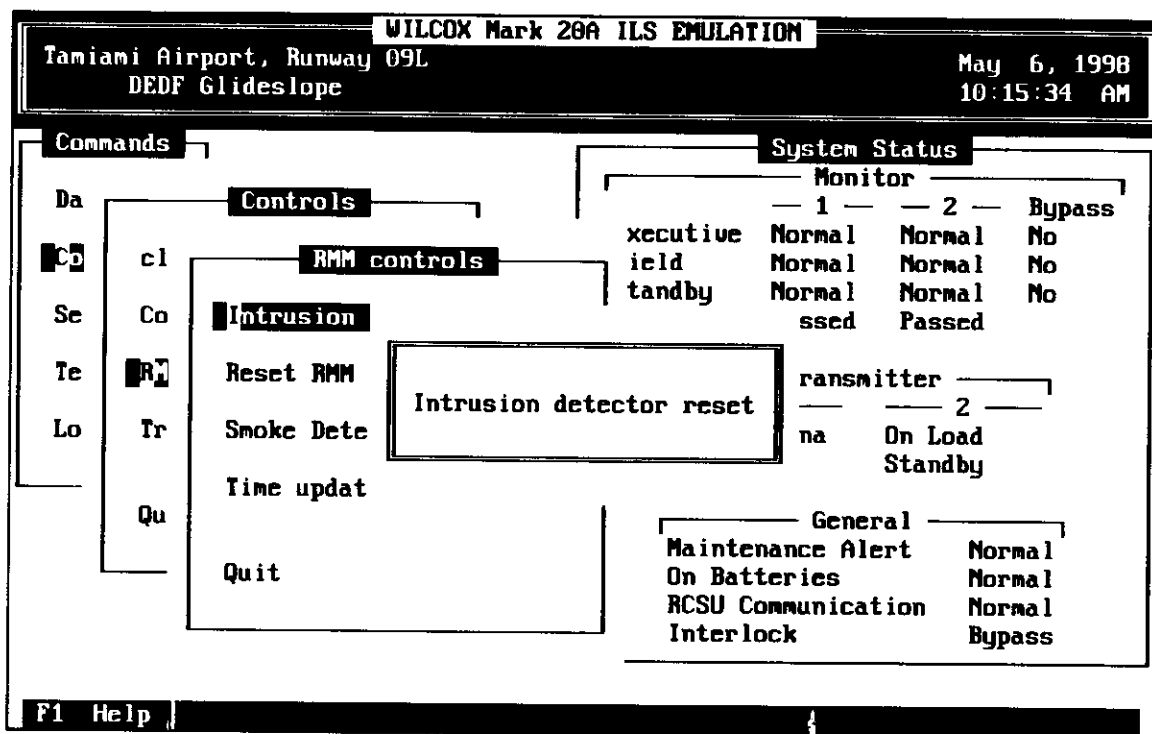 WILCOX Mark 20A ILS EMULATION
Tamiami Airport, Runway 09L
DEDF Glideslope
May 6, 1998
10:15:34 AM
Commands
Da
Co
Se
Te
Lo
Controls
cl
Co
RM
Tr
Qu
RMM controls
Intrusion
Reset RMM
Smoke Dete
Time updat
Quit
Intrusion detector reset
System Status
Monitor
1 2 Bypass
xecutive Normal Normal No
ield Normal Normal No
tandby Normal Normal No
ssed Passed
ransmitter
2
na On Load
Standby
General
Maintenance Alert Normal
On Batteries Normal
RCSU Communication Normal
Interlock Bypass
F1 Help